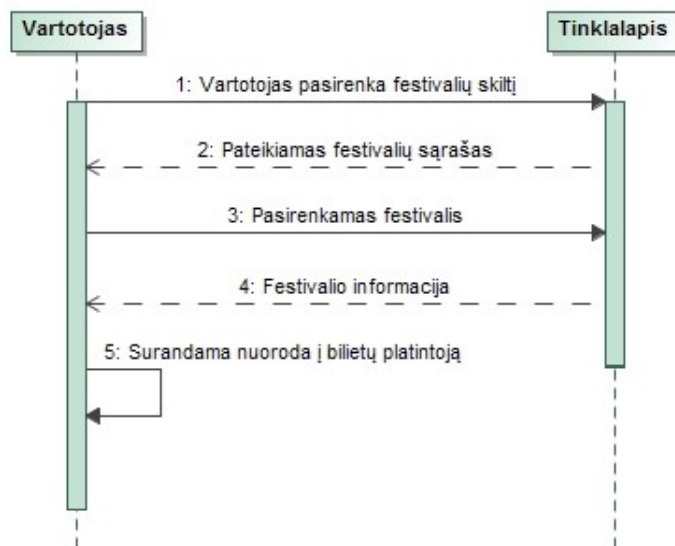 Vartotojas
Tinklalapis
1: Vartotojas pasirenka festivalių skiltį
2: Pateikiamas festivalių sąrašas
3: Pasirenkamas festivalis
4: Festivalio informacija
5: Surandama nuoroda į bilietų platintoją